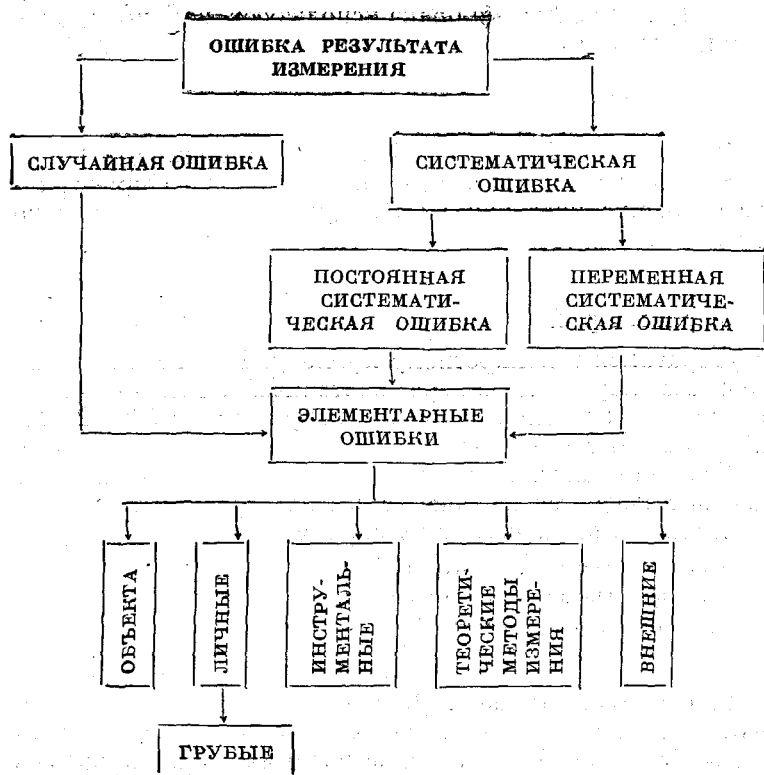 ОШИБКА РЕЗУЛЬТАТА
ИЗМЕРЕНИЯ
СЛУЧАЙНАЯ ОШИБКА
СИСТЕМАТИЧЕСКАЯ
ОШИБКА
ПОСТОЯННАЯ
СИСТЕМАТИ-
ЧЕСКАЯ ОШИБКА
ПЕРЕМЕННАЯ
СИСТЕМАТИЧЕ-
СКАЯ ОШИБКА
ЭЛЕМЕНТАРНЫЕ
ОШИБКИ
ОБЪЕКТА
ЛИЧНЫЕ
ИНСТРУ-
МЕНТАЛЬ-
НЫЕ
ТЕОРЕТИ-
ЧЕСКИЕ
МЕТОДЫ
ИЗМЕРЕ-
НИЯ
ВНЕШНИЕ
ГРУБЫЕ